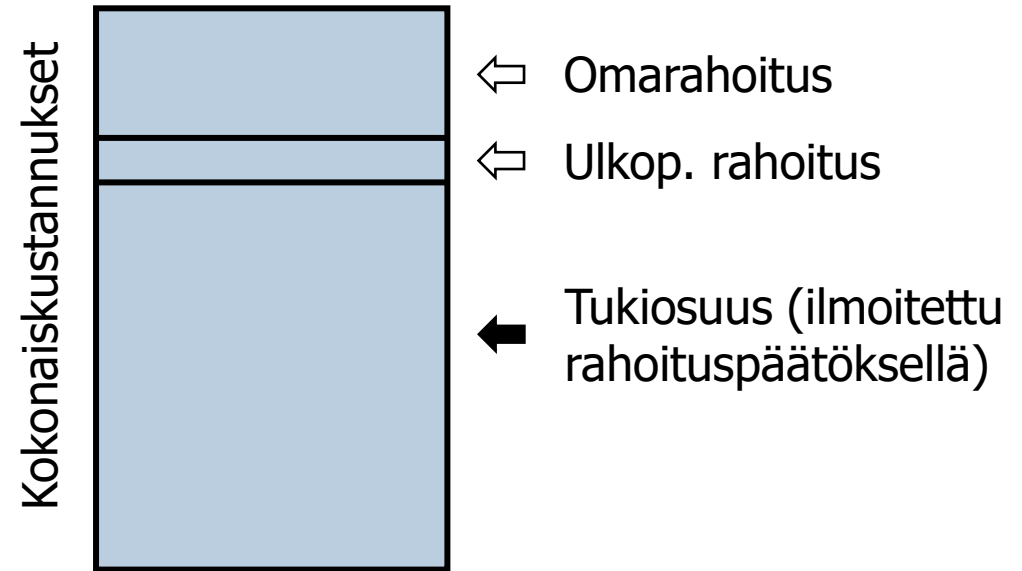 Kokonaiskustannukset
Omarahoitus
Ulkop. rahoitus
Tukiosuus (ilmoitettu
rahoituspäätöksellä)